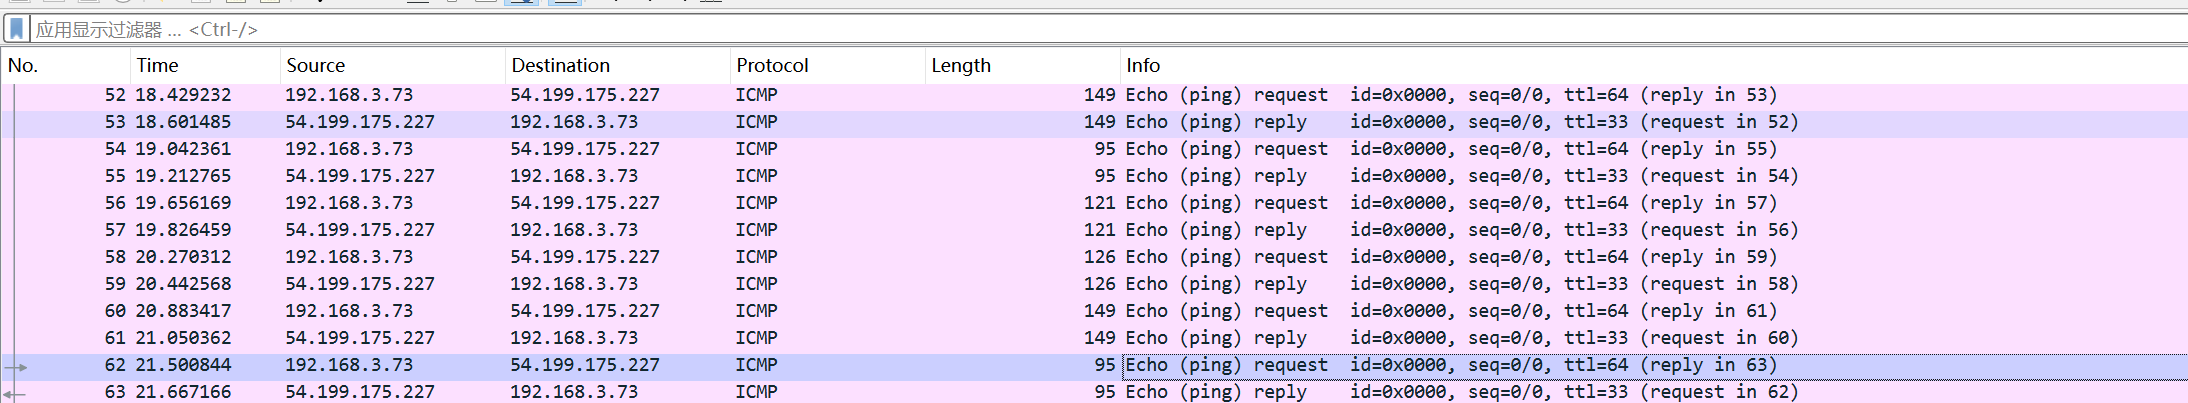 应用显示过滤器 … <Ctrl-/>
No. Time Source Destination Protocol Length Info
52 18.429232 192.168.3.73 54.199.175.227 ICMP 149 Echo (ping) request id=0x0000, seq=0/0, ttl=64 (reply in 53)
53 18.601485 54.199.175.227 192.168.3.73 ICMP 149 Echo (ping) reply id=0x0000, seq=0/0, ttl=33 (request in 52)
54 19.042361 192.168.3.73 54.199.175.227 ICMP 95 Echo (ping) request id=0x0000, seq=0/0, ttl=64 (reply in 55)
55 19.212765 54.199.175.227 192.168.3.73 ICMP 95 Echo (ping) reply id=0x0000, seq=0/0, ttl=33 (request in 54)
56 19.656169 192.168.3.73 54.199.175.227 ICMP 121 Echo (ping) request id=0x0000, seq=0/0, ttl=64 (reply in 57)
57 19.826459 54.199.175.227 192.168.3.73 ICMP 121 Echo (ping) reply id=0x0000, seq=0/0, ttl=33 (request in 56)
58 20.270312 192.168.3.73 54.199.175.227 ICMP 126 Echo (ping) request id=0x0000, seq=0/0, ttl=64 (reply in 59)
59 20.442568 54.199.175.227 192.168.3.73 ICMP 126 Echo (ping) reply id=0x0000, seq=0/0, ttl=33 (request in 58)
60 20.883417 192.168.3.73 54.199.175.227 ICMP 149 Echo (ping) request id=0x0000, seq=0/0, ttl=64 (reply in 61)
61 21.050362 54.199.175.227 192.168.3.73 ICMP 149 Echo (ping) reply id=0x0000, seq=0/0, ttl=33 (request in 60)
62 21.500844 192.168.3.73 54.199.175.227 ICMP 95 Echo (ping) request id=0x0000, seq=0/0, ttl=64 (reply in 63)
63 21.667166 54.199.175.227 192.168.3.73 ICMP 95 Echo (ping) reply id=0x0000, seq=0/0, ttl=33 (request in 62)